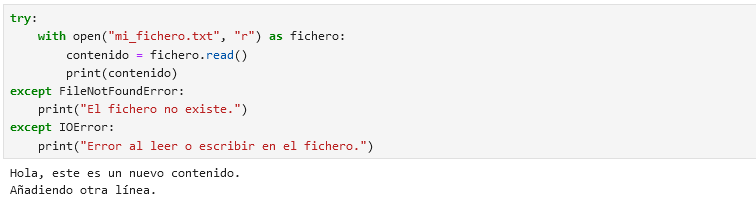 try:
    with open("mi_fichero.txt", "r") as fichero:
        contenido = fichero.read()
        print(contenido)
except FileNotFoundError:
    print("El fichero no existe.")
except IOError:
    print("Error al leer o escribir en el fichero.")
Hola, este es un nuevo contenido.
Añadiendo otra línea.